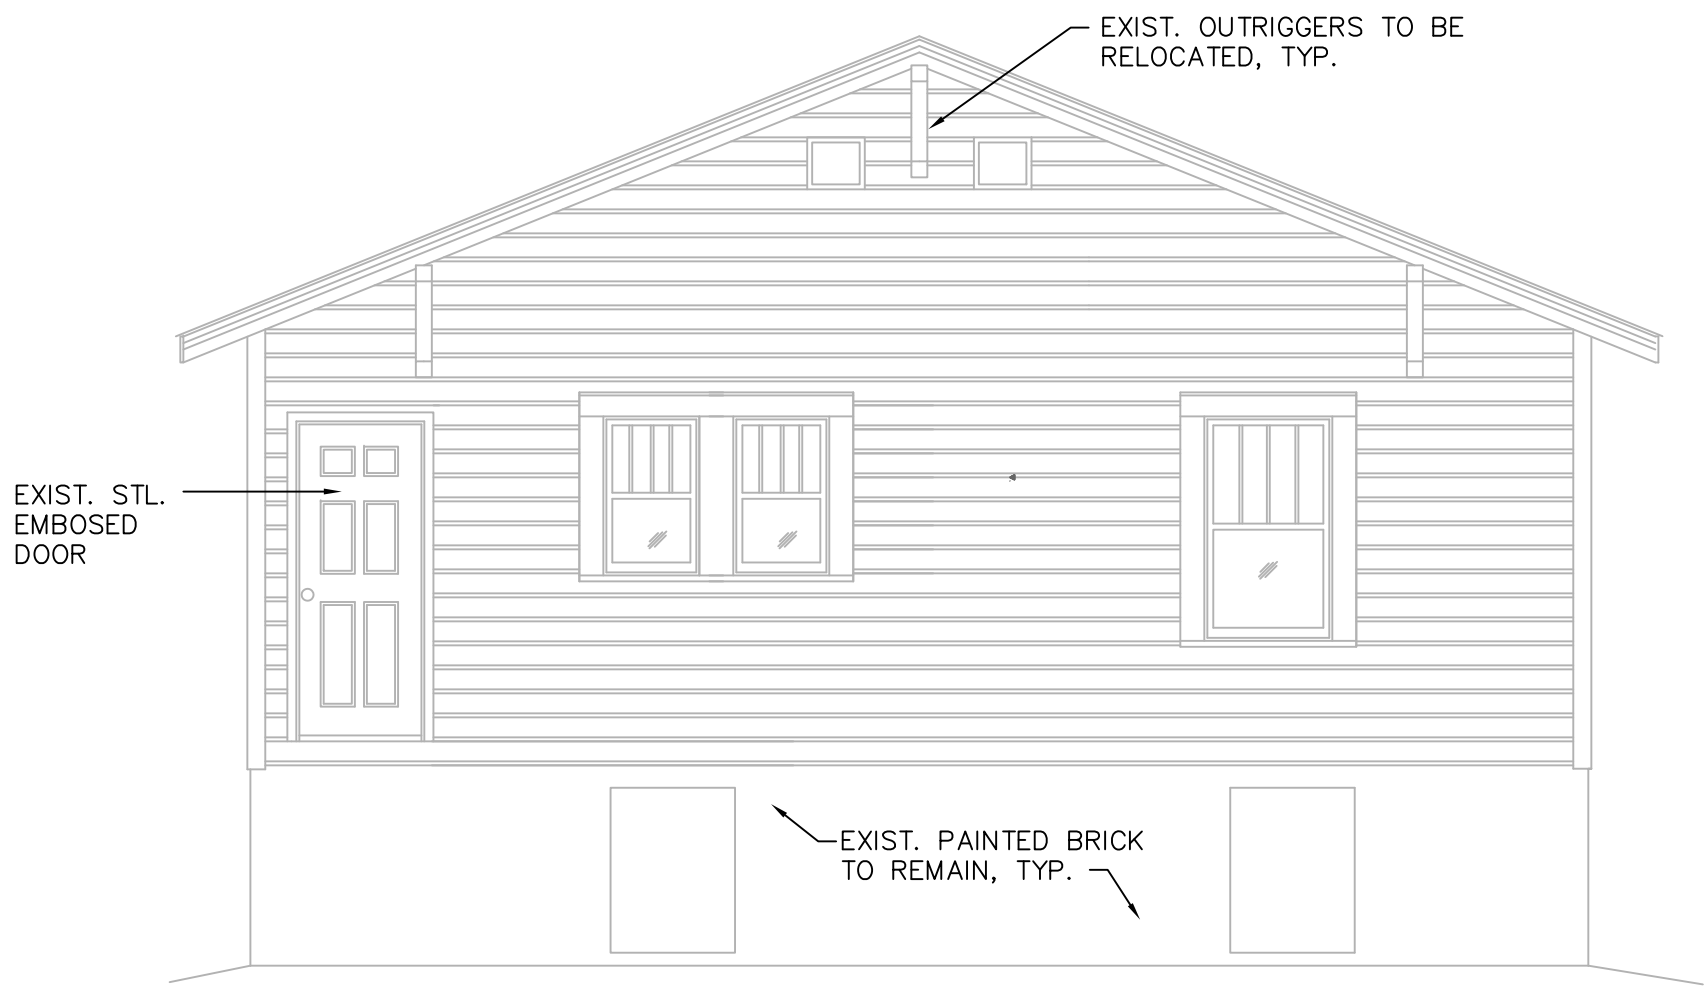 EXIST. OUTRIGGERS TO BE
RELOCATED, TYP.
EXIST. STL.
EMBOSED
DOOR
EXIST. PAINTED BRICK
TO REMAIN, TYP.